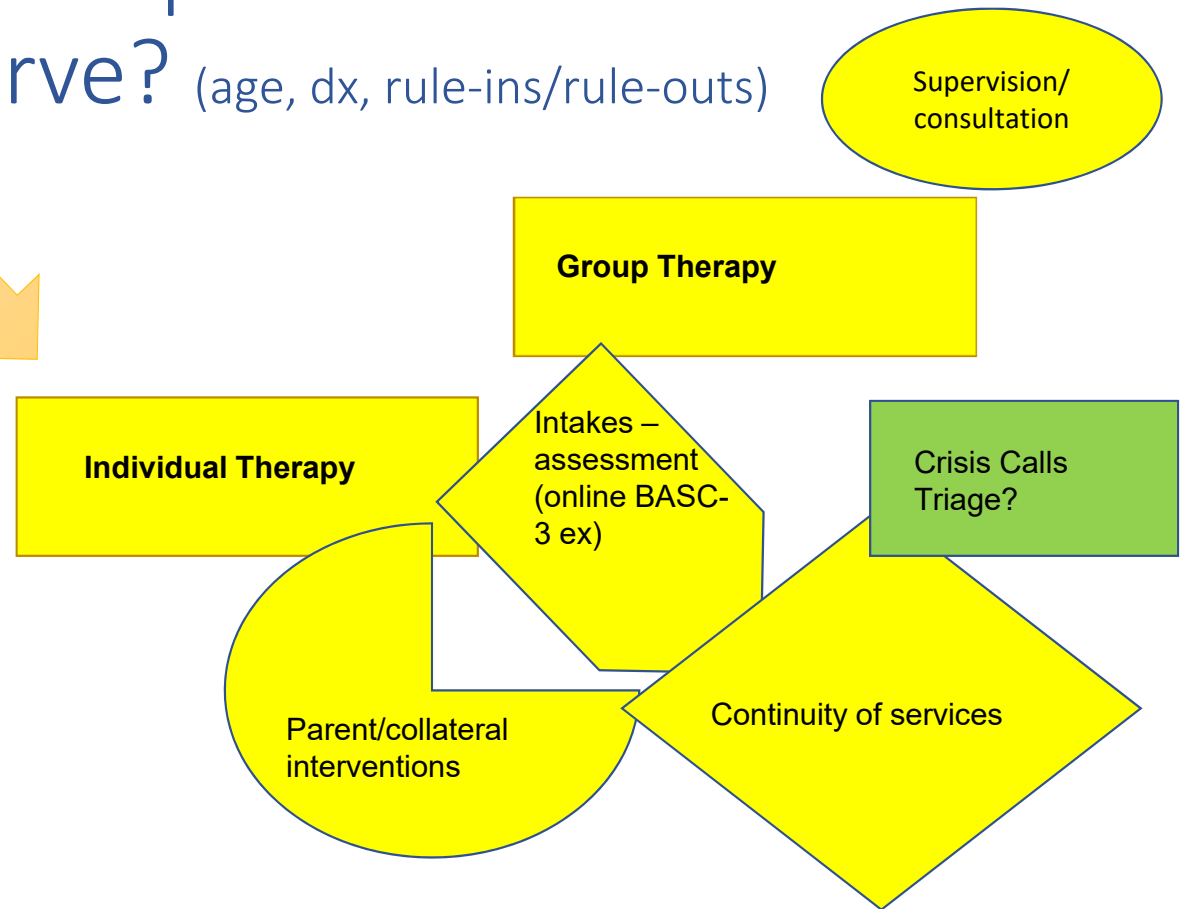 rve? (age, dx, rule-ins/rule-outs)
Supervision/
consultation
Group Therapy
Individual Therapy
Intakes –
assessment
(online BASC-
3 ex)
Crisis Calls
Triage?
Parent/collateral
interventions
Continuity of services